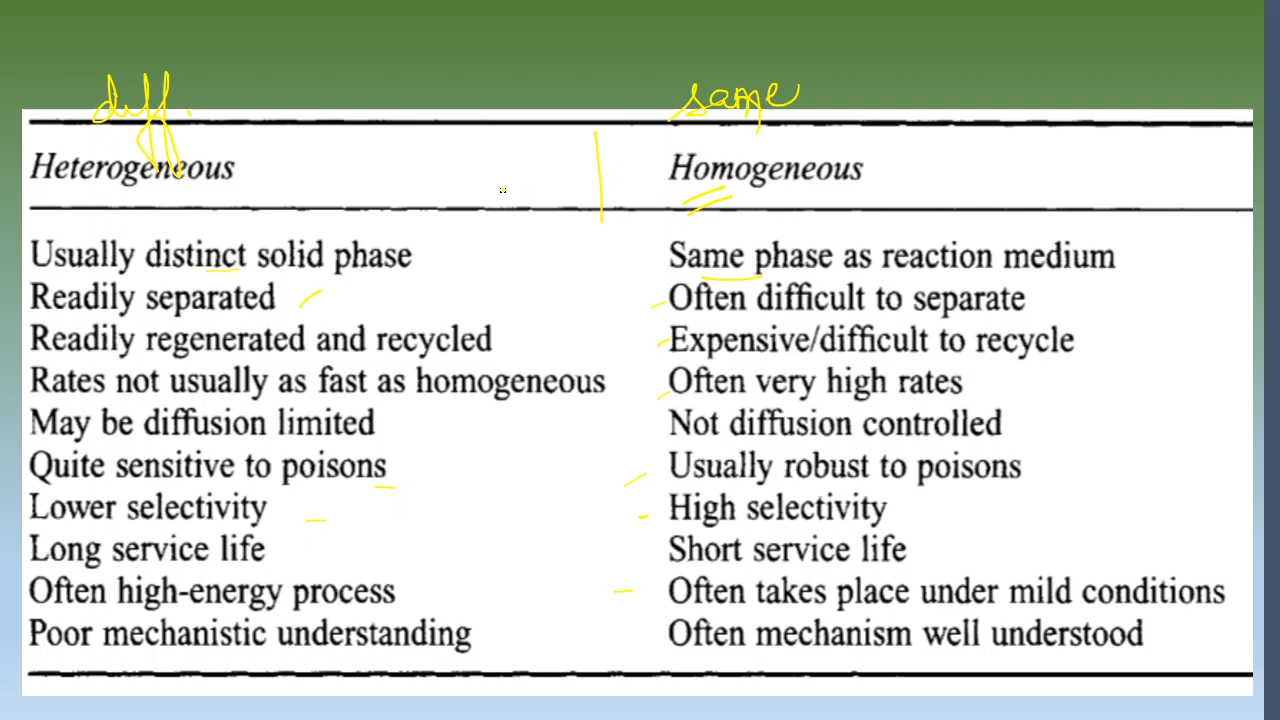 diff. same
Heterogeneous Homogeneous
Usually distinct solid phase Same phase as reaction medium
Readily separated Often difficult to separate
Readily regenerated and recycled Expensive/difficult to recycle
Rates not usually as fast as homogeneous Often very high rates
May be diffusion limited Not diffusion controlled
Quite sensitive to poisons Usually robust to poisons
Lower selectivity High selectivity
Long service life Short service life
Often high-energy process Often takes place under mild conditions
Poor mechanistic understanding Often mechanism well understood